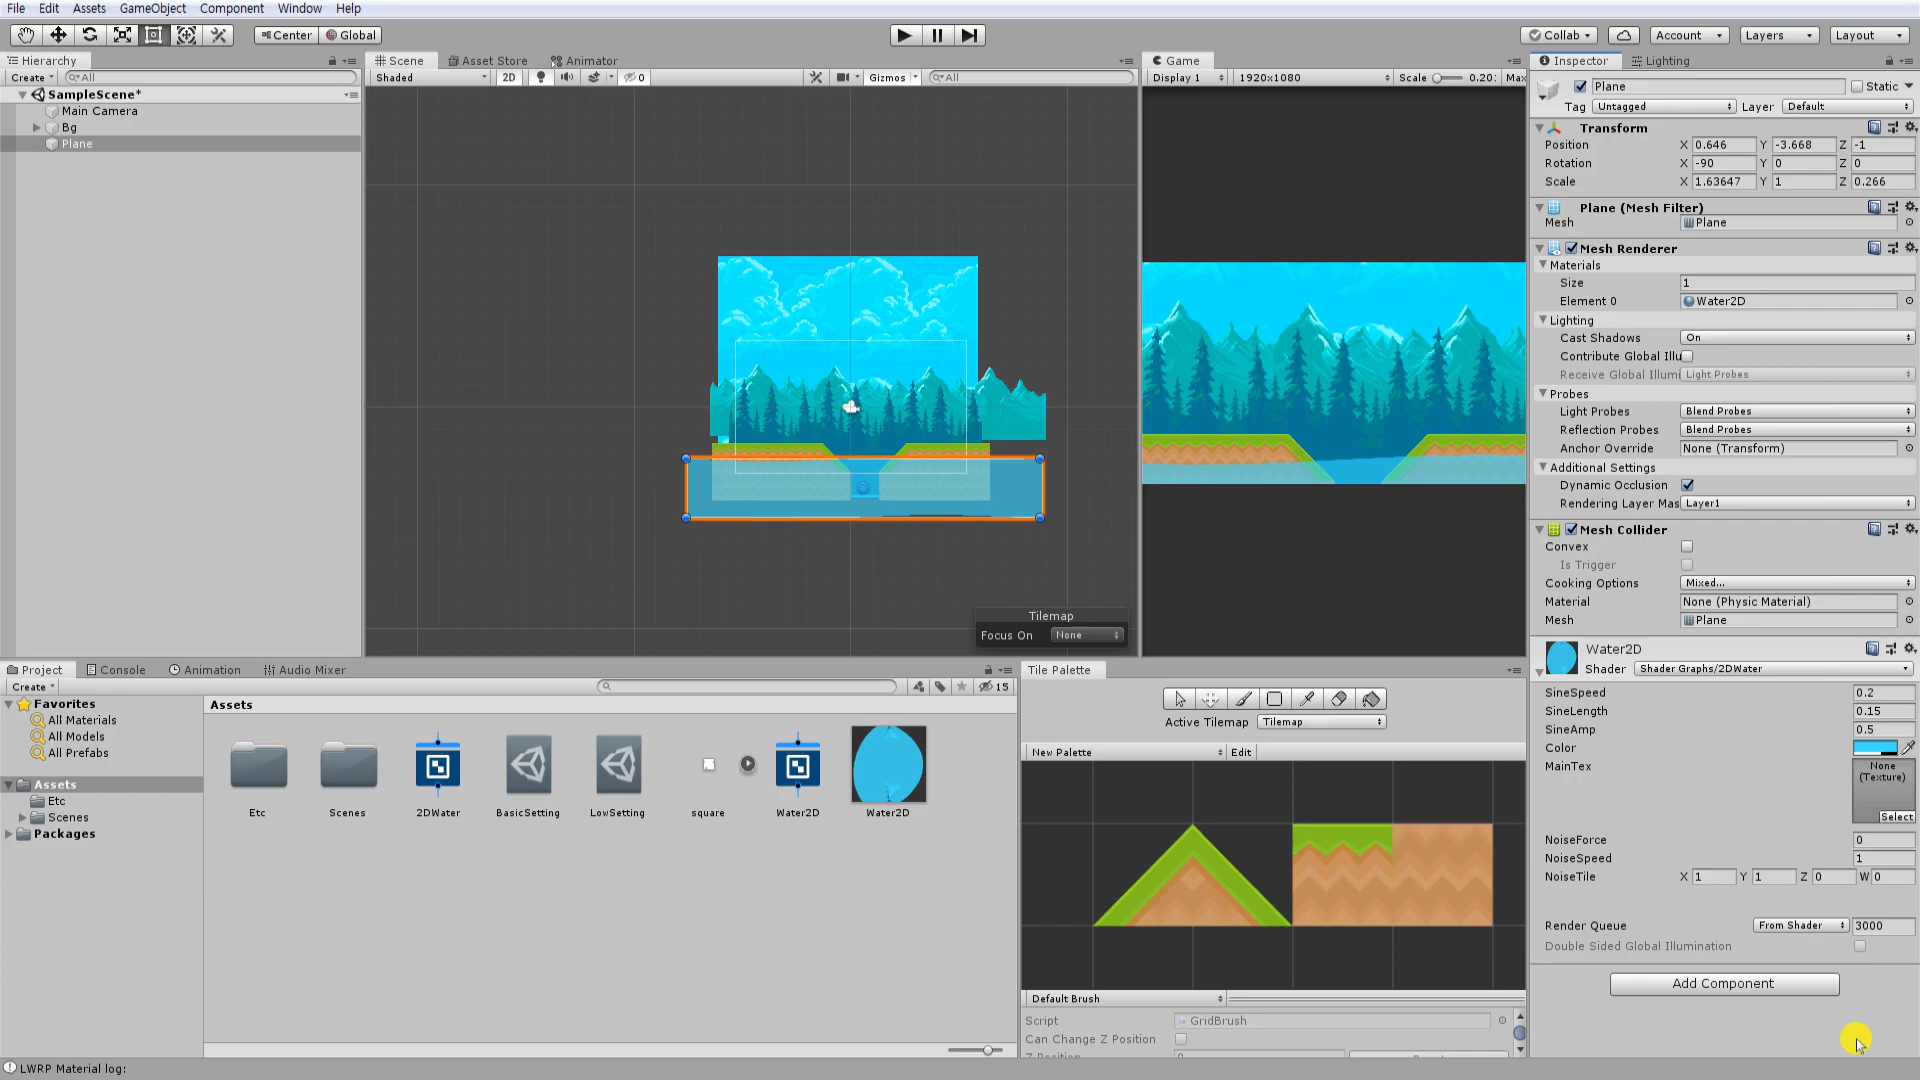 File Edit Assets GameObject Component Window Help
Center Global
Collab Account Layers Layout
Hierarchy
Create All
SampleScene*
Main Camera
Bg
Plane
Scene Asset Store Animator
Shaded 2D 0 Gizmos All
Tilemap
Focus On None
Game
Display 1 1920x1080 Scale 0.20: Max
Inspector Lighting
Plane Static
Tag Untagged Layer Default
Transform
Position X 0.646 Y -3.668 Z -1
Rotation X -90 Y 0 Z 0
Scale X 1.63647 Y 1 Z 0.266
Plane (Mesh Filter)
Mesh Plane
Mesh Renderer
Materials
Size 1
Element 0 Water2D
Lighting
Cast Shadows On
Contribute Global Illu
Receive Global Illumi Light Probes
Probes
Light Probes Blend Probes
Reflection Probes Blend Probes
Anchor Override None (Transform)
Additional Settings
Dynamic Occlusion
Rendering Layer Mas Layer1
Mesh Collider
Convex
Is Trigger
Cooking Options Mixed...
Material None (Physic Material)
Mesh Plane
Water2D
Shader Shader Graphs/2DWater
SineSpeed 0.2
SineLength 0.15
SineAmp 0.5
Color
MainTex None
(Texture)
Select
NoiseForce 0
NoiseSpeed 1
NoiseTile X 1 Y 1 Z 0 W 0
Render Queue From Shader 3000
Double Sided Global Illumination
Add Component
Project Console Animation Audio Mixer
Create 15
Favorites
All Materials
All Models
All Prefabs
Assets
Etc
Scenes
Packages
Assets
Etc Scenes 2DWater BasicSetting LowSetting square Water2D Water2D
Tile Palette
Active Tilemap Tilemap
New Palette Edit
Default Brush
Script GridBrush
Can Change Z Position
LWRP Material log: